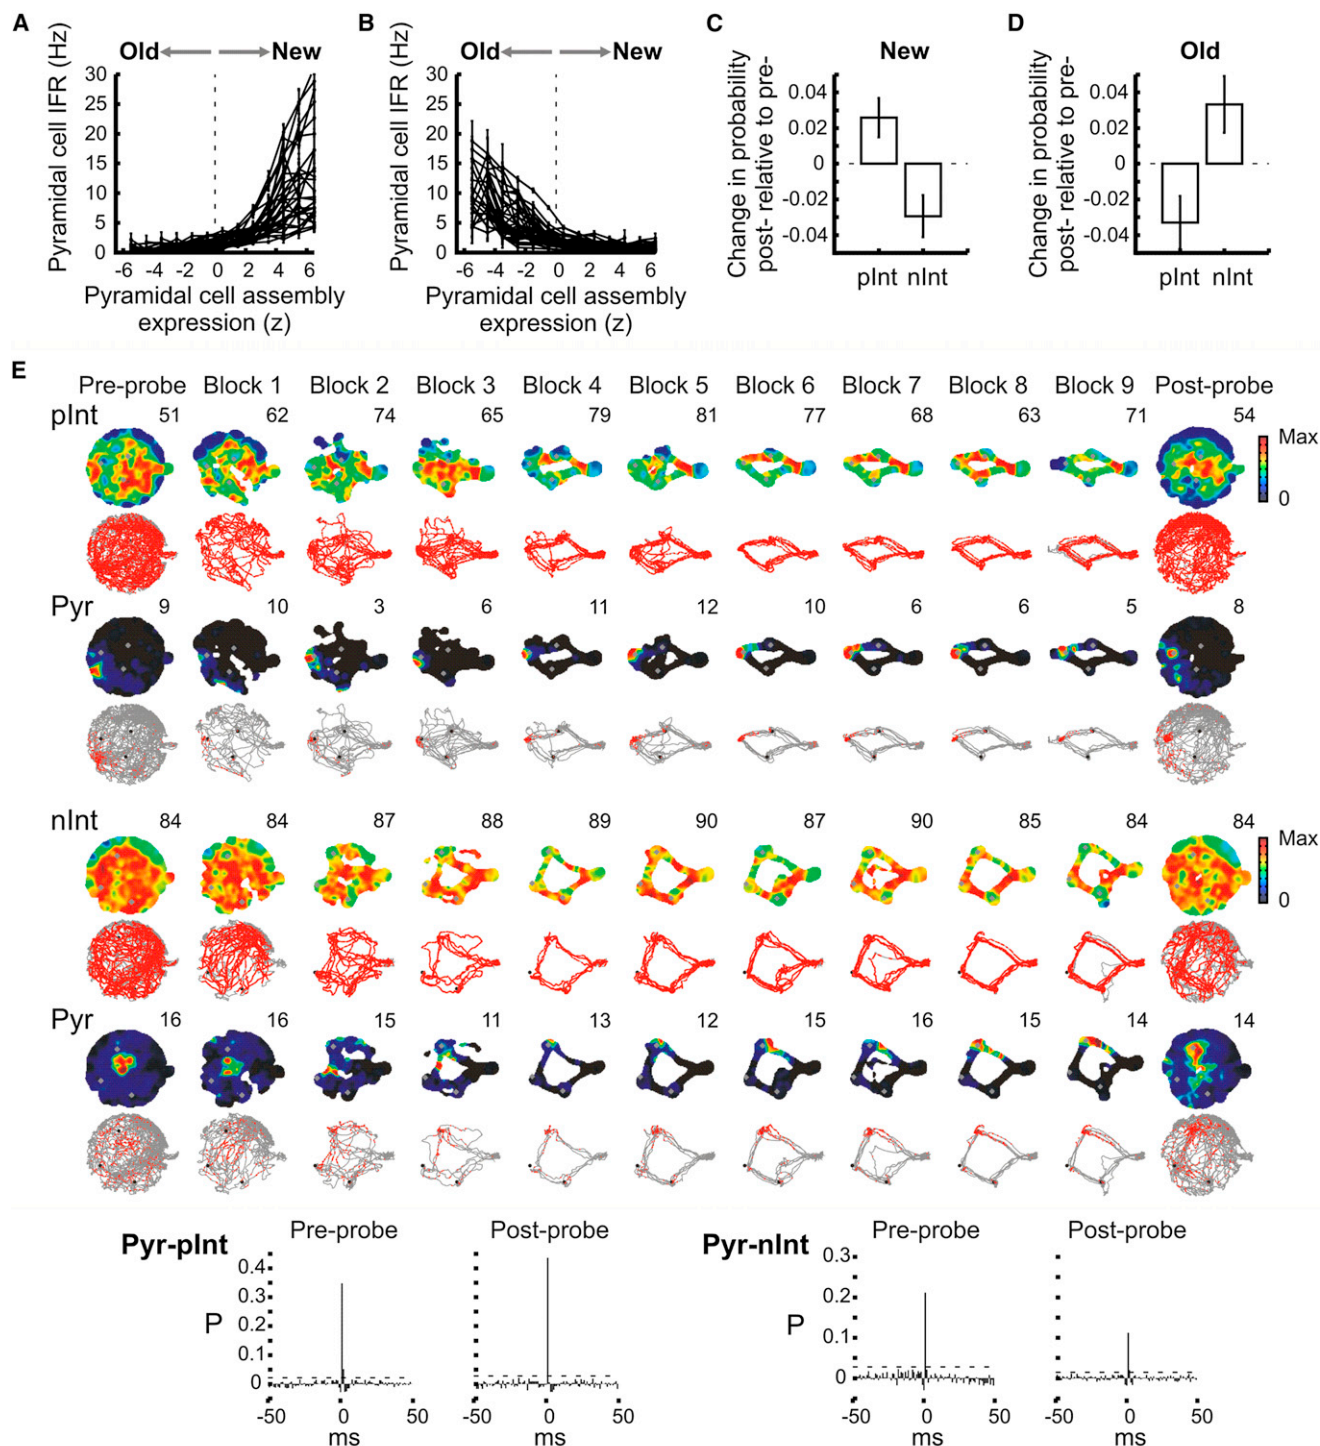 A B C D
Old New Old New New Old
Pyramidal cell IFR (Hz)
30
25
20
15
10
5
0
-6 -4 -2 0 2 4 6
Pyramidal cell assembly
expression (z)
Pyramidal cell IFR (Hz)
30
25
20
15
10
5
0
-6 -4 -2 0 2 4 6
Pyramidal cell assembly
expression (z)
Change in probability
post- relative to pre-
0.04
0.02
0
-0.02
-0.04
pInt nInt
Change in probability
post- relative to pre-
0.04
0.02
0
-0.02
-0.04
pInt nInt
E
Pre-probe Block 1 Block 2 Block 3 Block 4 Block 5 Block 6 Block 7 Block 8 Block 9 Post-probe
pInt 51 62 74 65 79 81 77 68 63 71 54
Max
0
Pyr 9 10 3 6 11 12 10 6 6 5 8
nInt 84 84 87 88 89 90 87 90 85 84 84
Max
0
Pyr 16 16 15 11 13 12 15 16 15 14 14
Pyr-pInt
Pre-probe Post-probe
P
0.4
0.3
0.2
0.1
0
-50 0 50 -50 0 50
ms ms
Pyr-nInt
Pre-probe Post-probe
P
0.3
0.2
0.1
0
-50 0 50 -50 0 50
ms ms